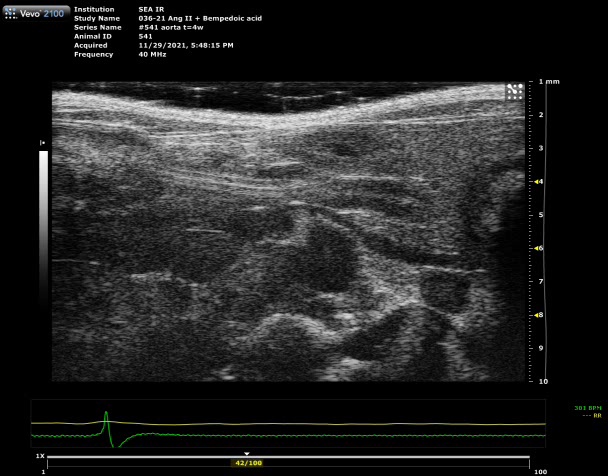 Vevo 2100
Institution SEA IR
Study Name 036-21 Ang II + Bempedoic acid
Series Name #541 aorta t=4w
Animal ID 541
Acquired 11/29/2021, 5:48:15 PM
Frequency 40 MHz
1 mm
2
3
4
5
6
7
8
9
10
383 BPM
--- RR
1X
42/100
1
100